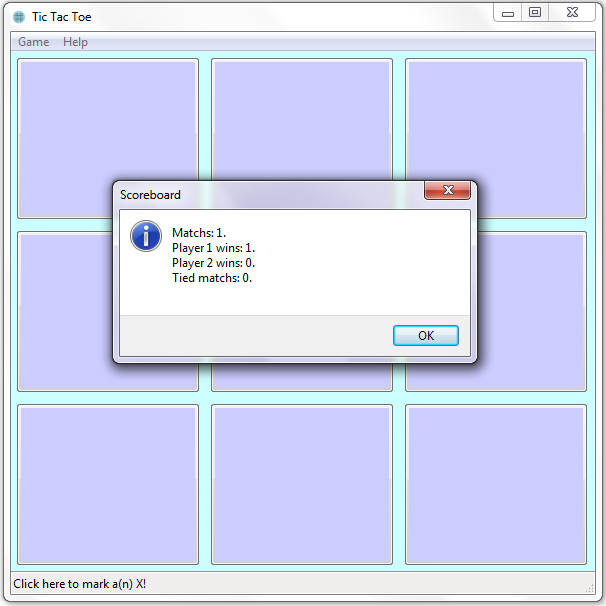 Tic Tac Toe
Game Help
Scoreboard
Matchs: 1.
Player 1 wins: 1.
Player 2 wins: 0.
Tied matchs: 0.
OK
Click here to mark a(n) X!